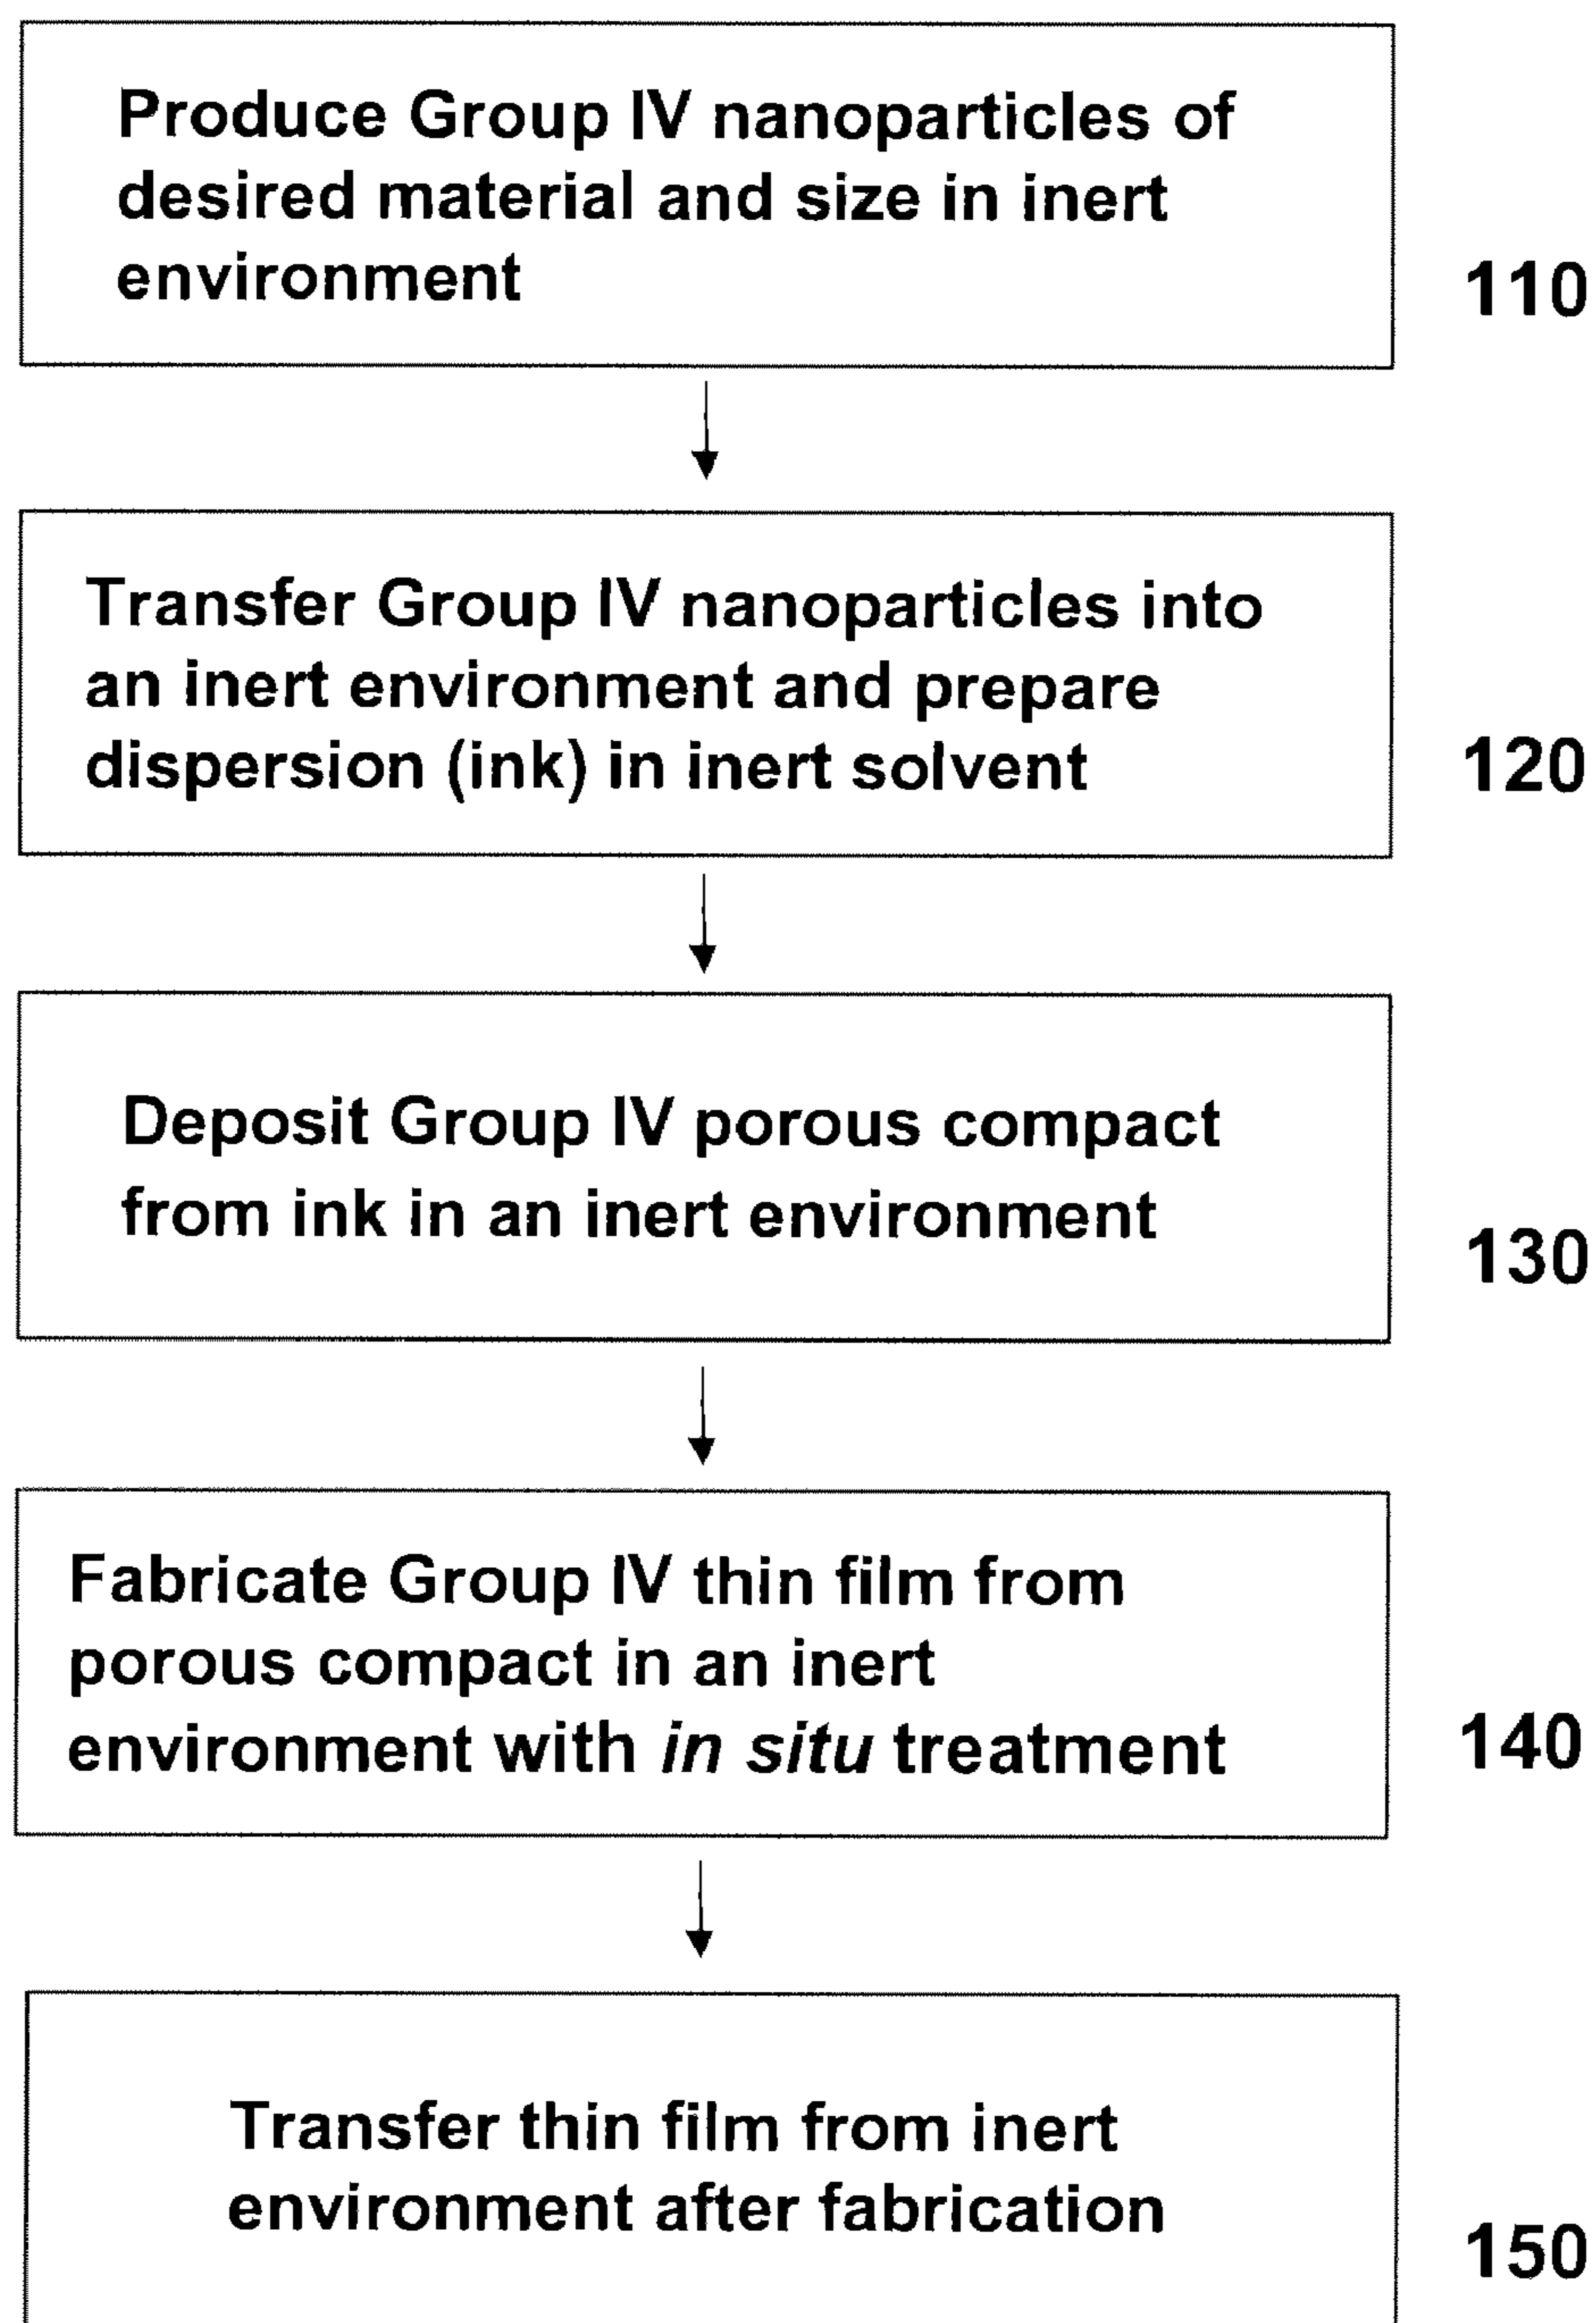 Produce Group IV nanoparticles of
desired material and size in inert
environment
110
Transfer Group IV nanoparticles into
an inert environment and prepare
dispersion (ink) in inert solvent
120
Deposit Group IV porous compact
from ink in an inert environment
130
Fabricate Group IV thin film from
porous compact in an inert
environment with in situ treatment
140
Transfer thin film from inert
environment after fabrication
150